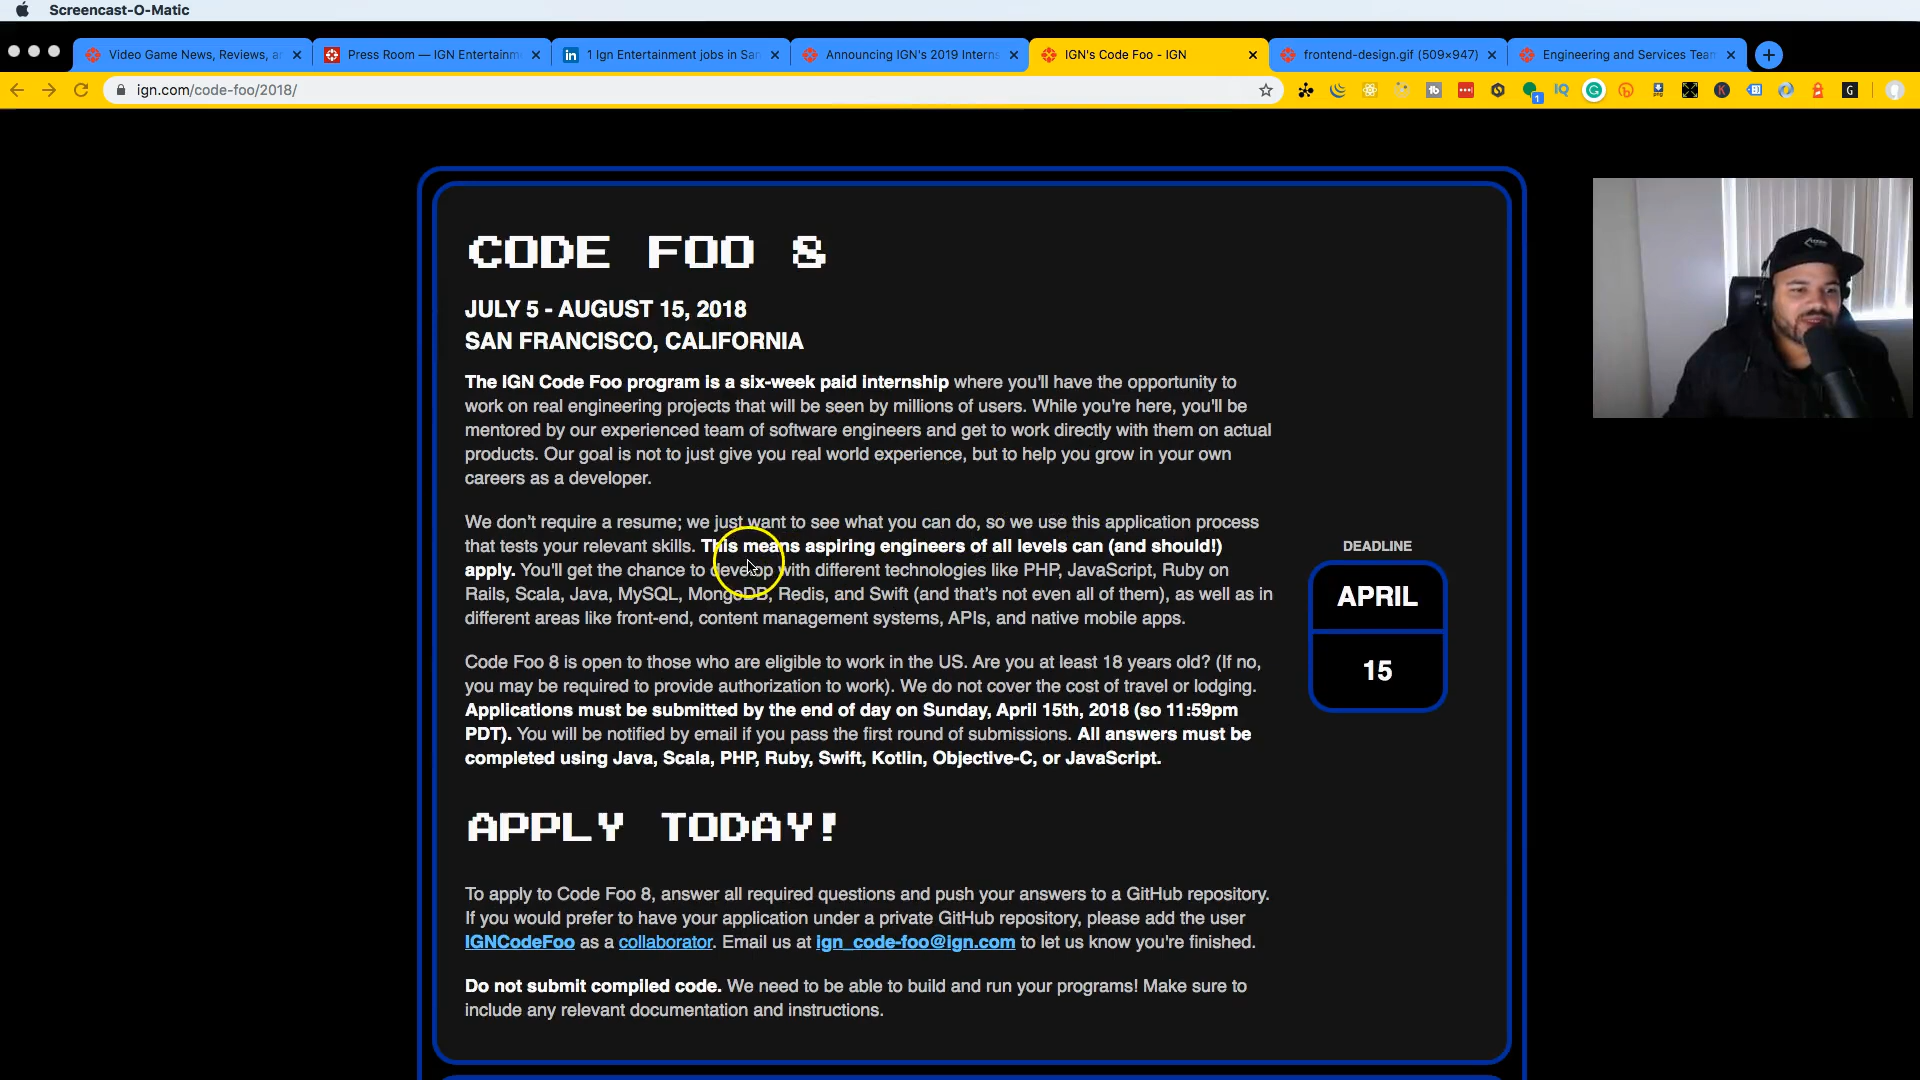 Screencast-O-Matic
Video Game News, Reviews, a
Press Room — IGN Entertainm
1 Ign Entertainment jobs in San
Announcing IGN's 2019 Interns
IGN's Code Foo - IGN
frontend-design.gif (509×947)
Engineering and Services Team
ign.com/code-foo/2018/
CODE FOO 8
JULY 5 - AUGUST 15, 2018
SAN FRANCISCO, CALIFORNIA
The IGN Code Foo program is a six-week paid internship where you'll have the opportunity to
work on real engineering projects that will be seen by millions of users. While you're here, you'll be
mentored by our experienced team of software engineers and get to work directly with them on actual
products. Our goal is not to just give you real world experience, but to help you grow in your own
careers as a developer.
We don't require a resume; we just want to see what you can do, so we use this application process
that tests your relevant skills. This means aspiring engineers of all levels can (and should!)
apply. You'll get the chance to develop with different technologies like PHP, JavaScript, Ruby on
Rails, Scala, Java, MySQL, MongoDB, Redis, and Swift (and that's not even all of them), as well as in
different areas like front-end, content management systems, APIs, and native mobile apps.
DEADLINE
APRIL
15
Code Foo 8 is open to those who are eligible to work in the US. Are you at least 18 years old? (If no,
you may be required to provide authorization to work). We do not cover the cost of travel or lodging.
Applications must be submitted by the end of day on Sunday, April 15th, 2018 (so 11:59pm
PDT). You will be notified by email if you pass the first round of submissions. All answers must be
completed using Java, Scala, PHP, Ruby, Swift, Kotlin, Objective-C, or JavaScript.
APPLY TODAY!
To apply to Code Foo 8, answer all required questions and push your answers to a GitHub repository.
If you would prefer to have your application under a private GitHub repository, please add the user
IGNCodeFoo as a collaborator. Email us at ign_code-foo@ign.com to let us know you're finished.
Do not submit compiled code. We need to be able to build and run your programs! Make sure to
include any relevant documentation and instructions.